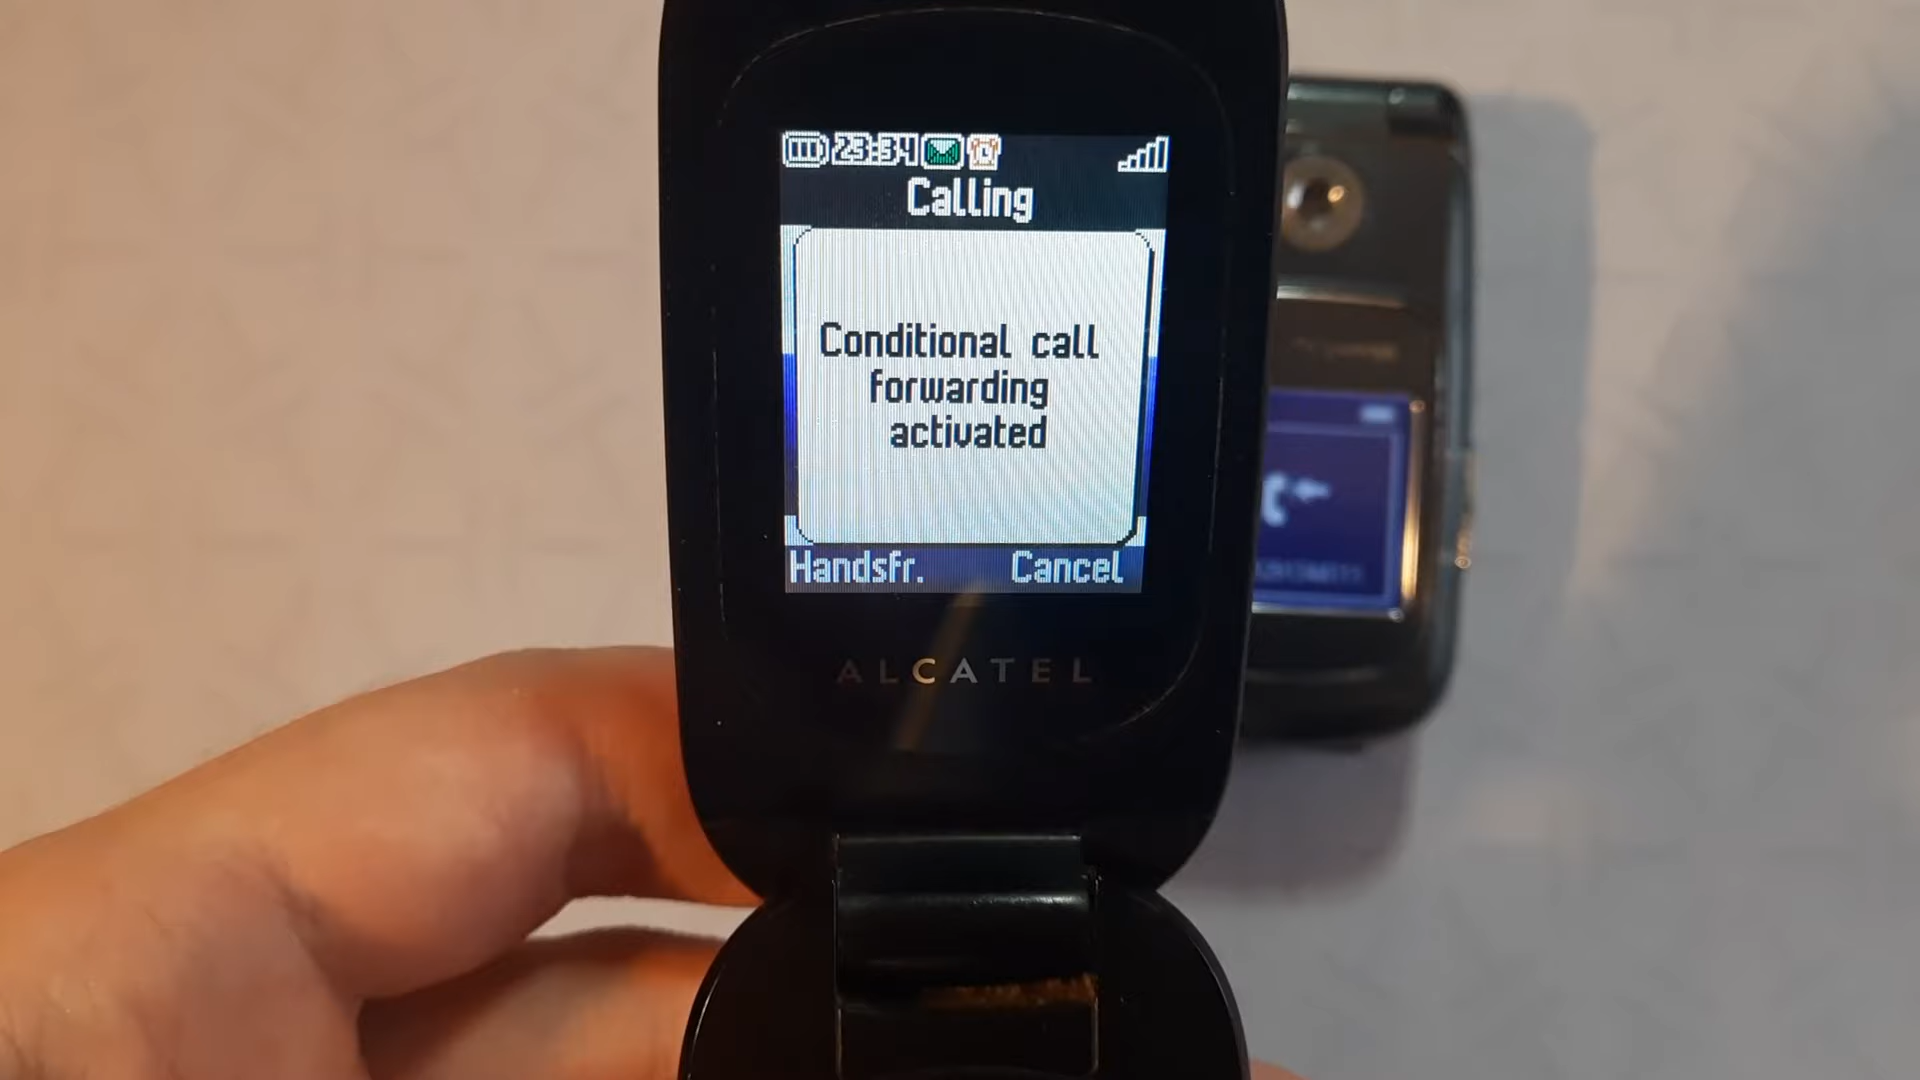 23:34
Calling
Conditional call
forwarding
activated
Handsfr. Cancel
ALCATEL